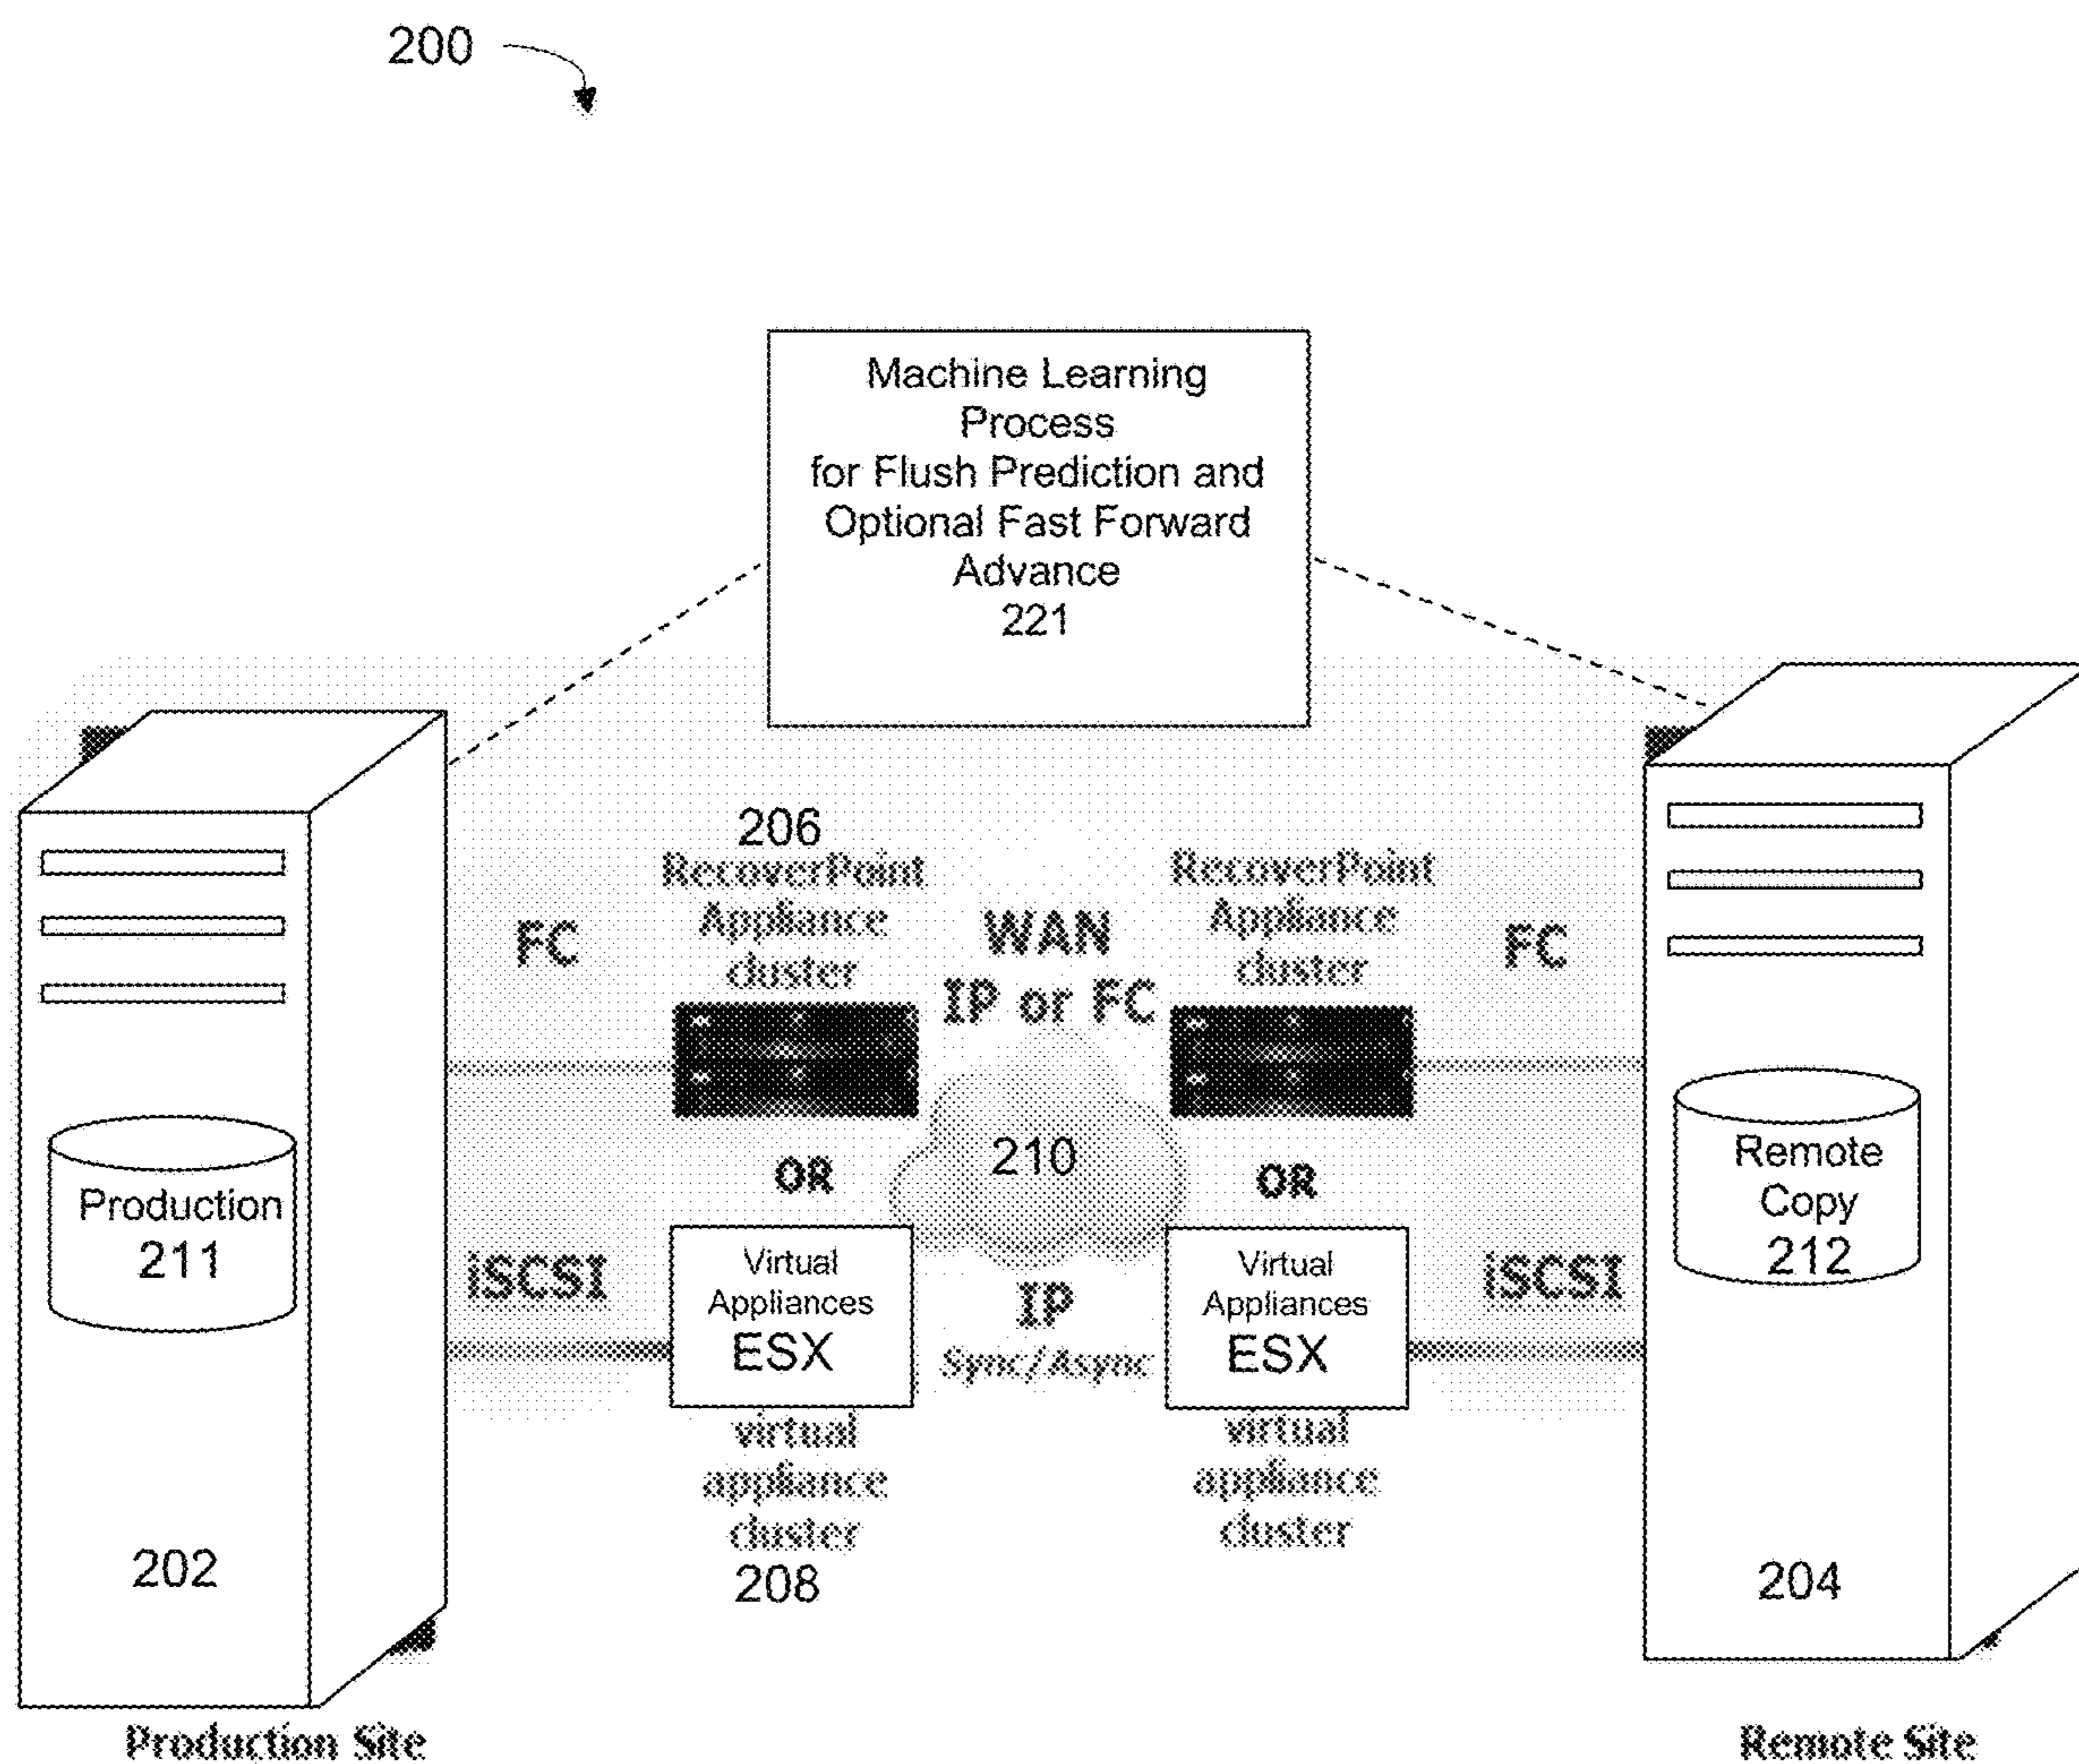 200
Machine Learning
Process
for Flush Prediction and
Optional Fast Forward
Advance
221
206
RecoverPoint
Appliance
cluster
RecoverPoint
Appliance
cluster
FC
WAN
IP or FC
FC
210
OR
OR
Production
211
Remote
Copy
212
iSCSI
Virtual
Appliances
ESX
IP
Sync/Async
Virtual
Appliances
ESX
iSCSI
virtual
appliance
cluster
208
virtual
appliance
cluster
202
204
Production Site
Remote Site